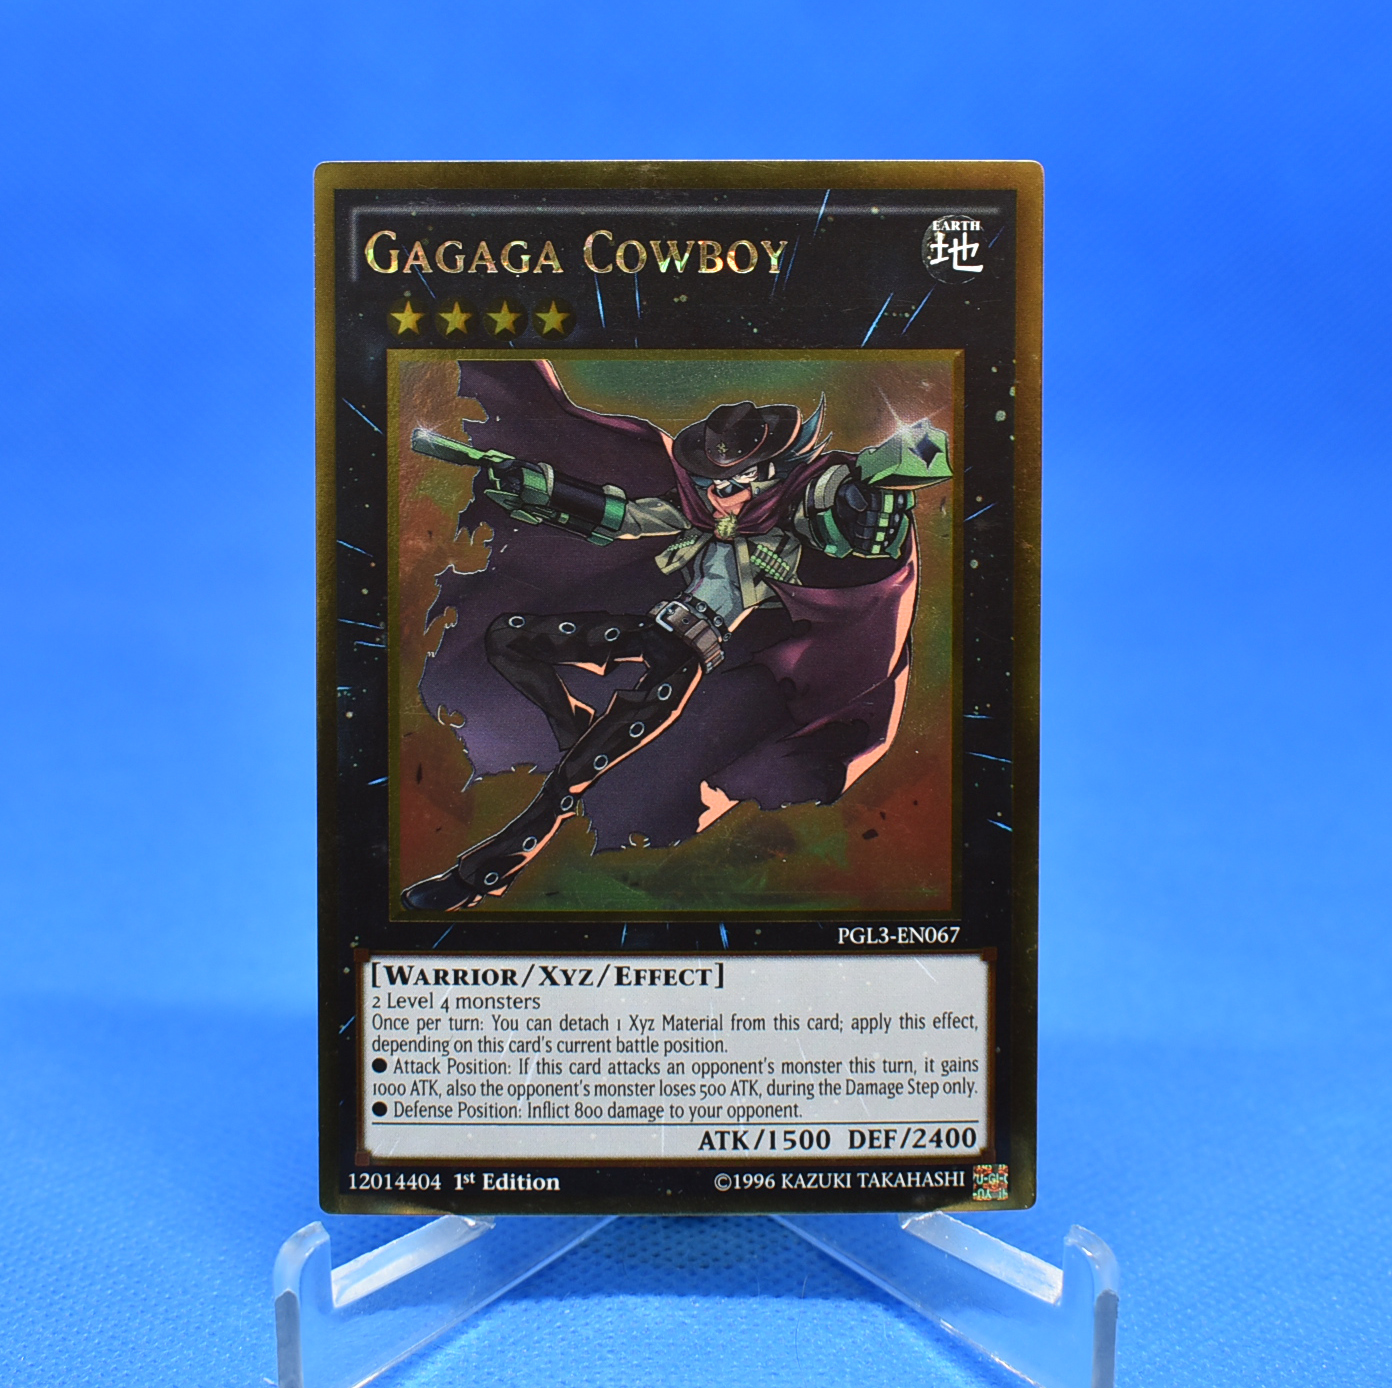 GAGAGA COWBOY
EARTH
地
PGL3-EN067
[WARRIOR/XYZ/EFFECT]
2 Level 4 monsters
Once per turn: You can detach 1 Xyz Material from this card; apply this effect,
depending on this card's current battle position.
● Attack Position: If this card attacks an opponent's monster this turn, it gains
1000 ATK, also the opponent's monster loses 500 ATK, during the Damage Step only.
● Defense Position: Inflict 800 damage to your opponent.
ATK/1500 DEF/2400
12014404 1st Edition
©1996 KAZUKI TAKAHASHI